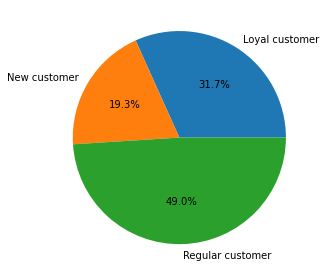 Loyal customer
31.7%
New customer
19.3%
49.0%
Regular customer